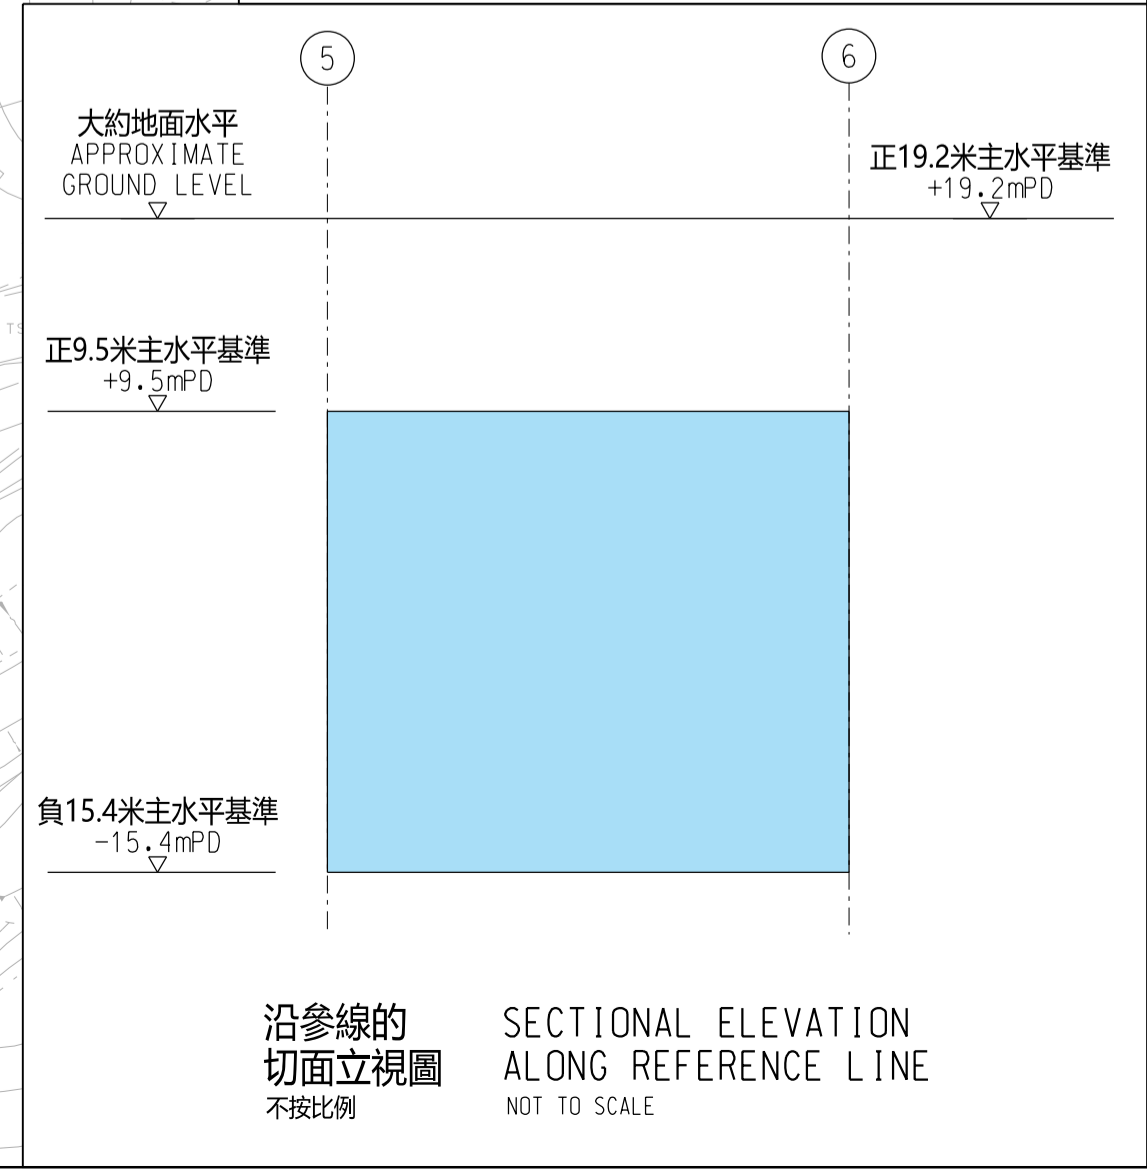 5
6
大約地面水平
APPROXIMATE
GROUND LEVEL
正19.2米主水平基準
+19.2mPD
TS
正9.5米主水平基準
+9.5mPD
負15.4米主水平基準
-15.4mPD
沿參線的
切面立視圖
不按比例
SECTIONAL ELEVATION
ALONG REFERENCE LINE
NOT TO SCALE